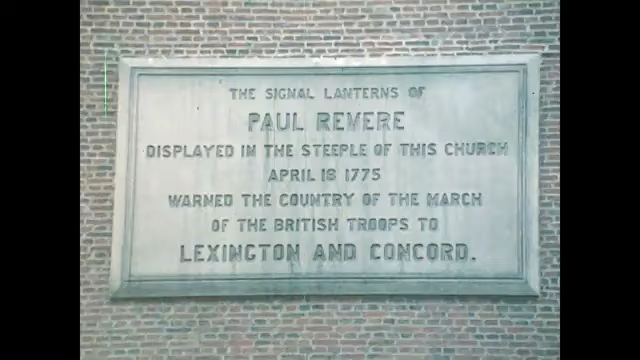 THE SIGNAL LANTERNS OF
PAUL REVERE
DISPLAYED IN THE STEEPLE OF THIS CHURCH
APRIL 18 1775
WARNED THE COUNTRY OF THE MARCH
OF THE BRITISH TROOPS TO
LEXINGTON AND CONCORD.